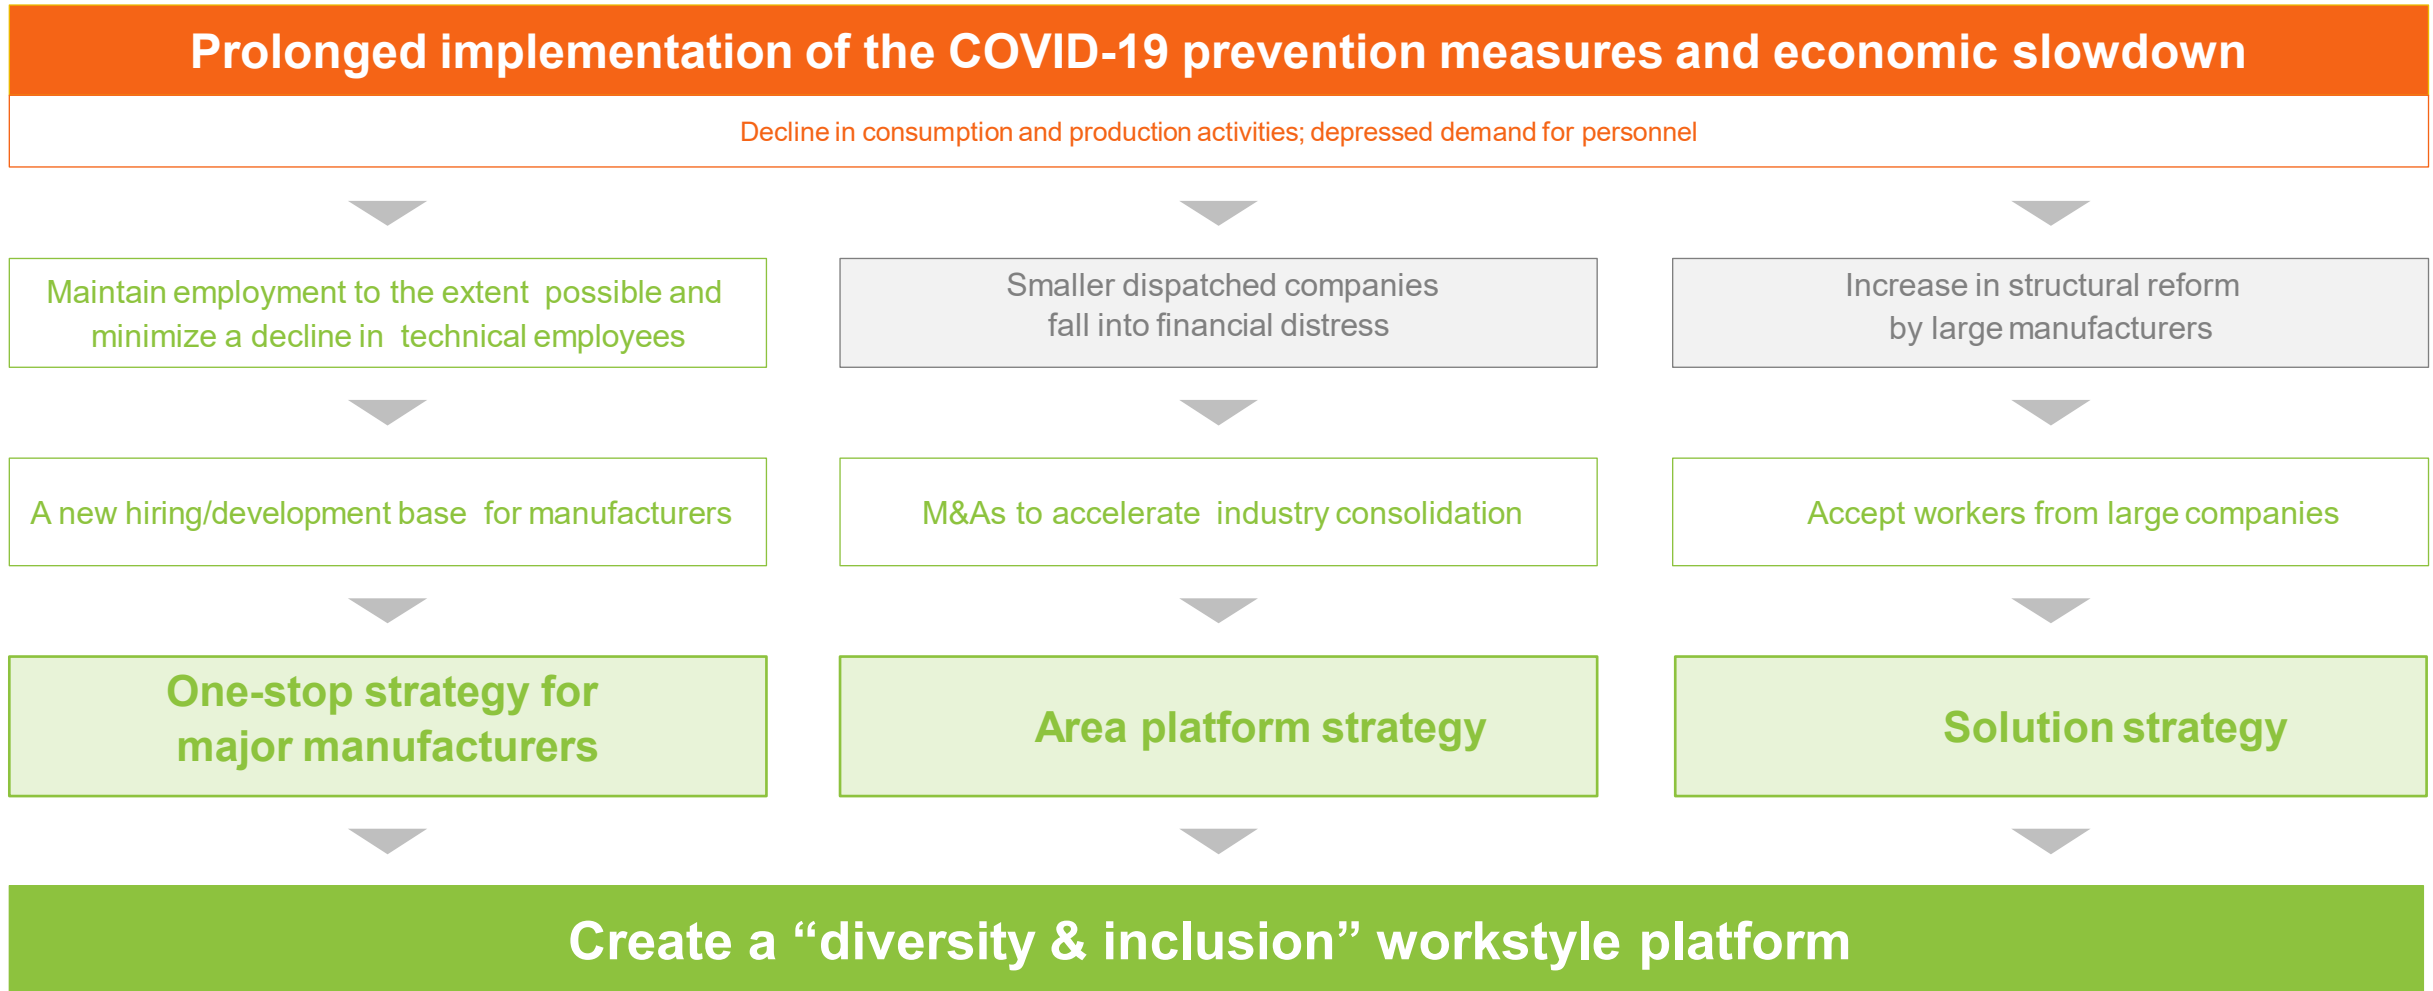 Prolonged implementation of the COVID-19 prevention measures and economic slowdown
Decline in consumption and production activities; depressed demand for personnel
Maintain employment to the extent possible and
minimize a decline in technical employees
Smaller dispatched companies
fall into financial distress
Increase in structural reform
by large manufacturers
A new hiring/development base for manufacturers
M&As to accelerate industry consolidation
Accept workers from large companies
One-stop strategy for
major manufacturers
Area platform strategy
Solution strategy
Create a “diversity & inclusion” workstyle platform